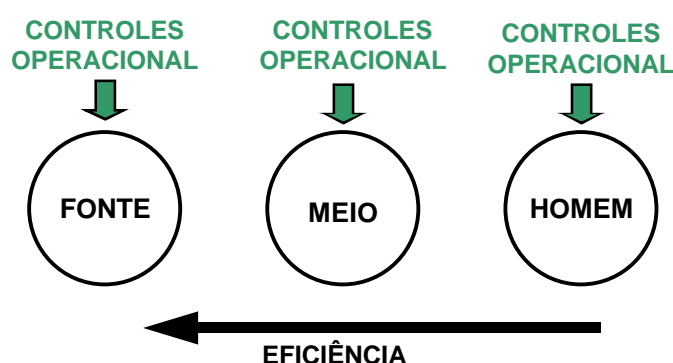 CONTROLES
OPERACIONAL
CONTROLES
OPERACIONAL
CONTROLES
OPERACIONAL
FONTE
MEIO
HOMEM
EFICIÊNCIA